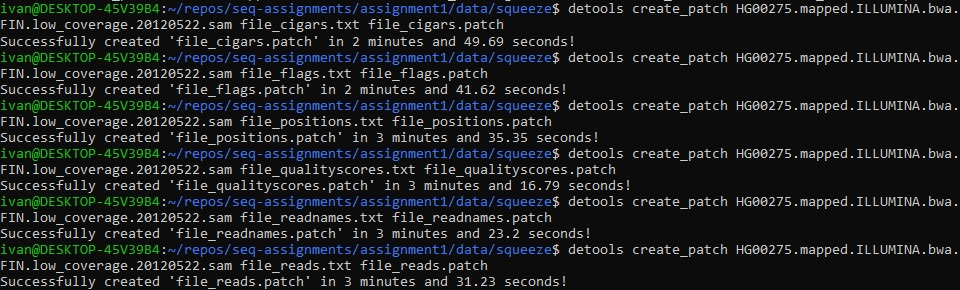 ivan@DESKTOP-45V39B4:~/repos/seq-assignments/assignment1/data/squeeze$ detools create_patch HG00275.mapped.ILLUMINA.bwa.
FIN.low_coverage.20120522.sam file_cigars.txt file_cigars.patch
Successfully created 'file_cigars.patch' in 2 minutes and 49.69 seconds!
ivan@DESKTOP-45V39B4:~/repos/seq-assignments/assignment1/data/squeeze$ detools create_patch HG00275.mapped.ILLUMINA.bwa.
FIN.low_coverage.20120522.sam file_flags.txt file_flags.patch
Successfully created 'file_flags.patch' in 2 minutes and 41.62 seconds!
ivan@DESKTOP-45V39B4:~/repos/seq-assignments/assignment1/data/squeeze$ detools create_patch HG00275.mapped.ILLUMINA.bwa.
FIN.low_coverage.20120522.sam file_positions.txt file_positions.patch
Successfully created 'file_positions.patch' in 3 minutes and 35.35 seconds!
ivan@DESKTOP-45V39B4:~/repos/seq-assignments/assignment1/data/squeeze$ detools create_patch HG00275.mapped.ILLUMINA.bwa.
FIN.low_coverage.20120522.sam file_qualityscores.txt file_qualityscores.patch
Successfully created 'file_qualityscores.patch' in 3 minutes and 16.79 seconds!
ivan@DESKTOP-45V39B4:~/repos/seq-assignments/assignment1/data/squeeze$ detools create_patch HG00275.mapped.ILLUMINA.bwa.
FIN.low_coverage.20120522.sam file_readnames.txt file_readnames.patch
Successfully created 'file_readnames.patch' in 3 minutes and 23.2 seconds!
ivan@DESKTOP-45V39B4:~/repos/seq-assignments/assignment1/data/squeeze$ detools create_patch HG00275.mapped.ILLUMINA.bwa.
FIN.low_coverage.20120522.sam file_reads.txt file_reads.patch
Successfully created 'file_reads.patch' in 3 minutes and 31.23 seconds!